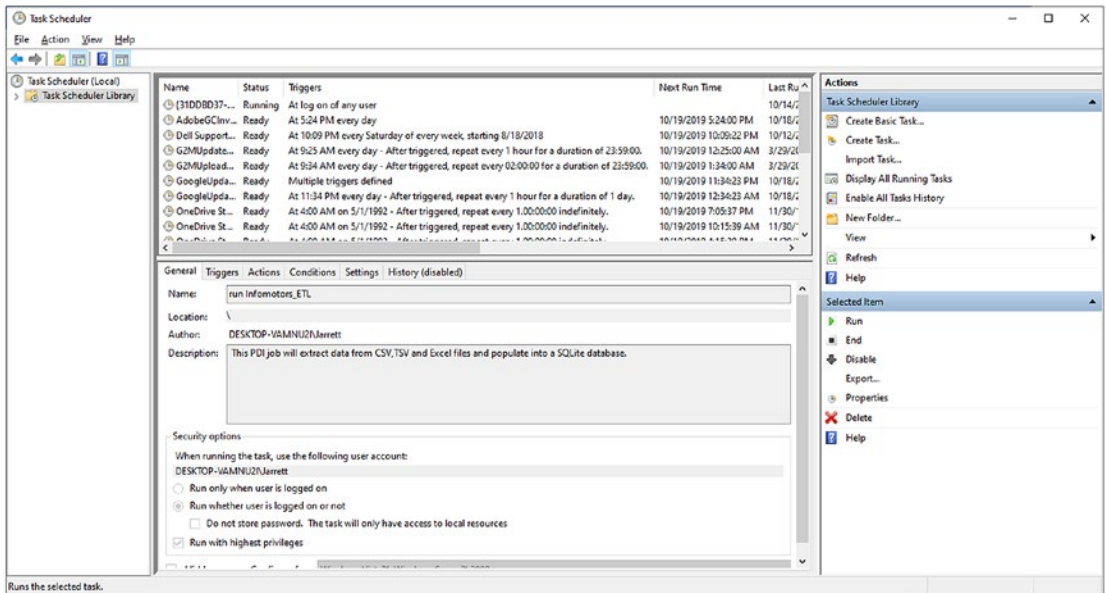 Task Scheduler
File Action View Help
Task Scheduler (Local)
Task Scheduler Library
Name Status Triggers Next Run Time Last Ru
{31DDBD37-... Running At log on of any user 10/14/2
AdobeGCInv... Ready At 5:24 PM every day 10/19/2019 5:24:00 PM 10/18/2
Dell Support... Ready At 10:09 PM every Saturday of every week, starting 8/18/2018 10/19/2019 10:09:22 PM 10/12/2
G2MUpdate... Ready At 9:25 AM every day - After triggered, repeat every 1 hour for a duration of 23:59:00. 10/19/2019 12:25:00 AM 3/29/20
G2MUpload... Ready At 9:34 AM every day - After triggered, repeat every 02:00:00 for a duration of 23:59:00. 10/19/2019 1:34:00 AM 3/29/20
GoogleUpda... Ready Multiple triggers defined 10/19/2019 11:34:23 PM 10/18/2
GoogleUpda... Ready At 11:34 PM every day - After triggered, repeat every 1 hour for a duration of 1 day. 10/19/2019 12:34:23 AM 10/18/2
OneDrive St... Ready At 4:00 AM on 5/1/1992 - After triggered, repeat every 1.00:00:00 indefinitely. 10/19/2019 7:05:37 PM 11/30/
OneDrive St... Ready At 4:00 AM on 5/1/1992 - After triggered, repeat every 1.00:00:00 indefinitely. 10/19/2019 10:15:39 AM 11/30/
General Triggers Actions Conditions Settings History (disabled)
Name: run Infomotors_ETL
Location: \
Author: DESKTOP-VAMNU2I\Jarrett
Description: This PDI job will extract data from CSV,TSV and Excel files and populate into a SQLite database.
Security options
When running the task, use the following user account:
DESKTOP-VAMNU2I\Jarrett
Run only when user is logged on
Run whether user is logged on or not
Do not store password. The task will only have access to local resources
Run with highest privileges
Actions
Task Scheduler Library
Create Basic Task...
Create Task...
Import Task...
Display All Running Tasks
Enable All Tasks History
New Folder...
View
Refresh
Help
Selected Item
Run
End
Disable
Export...
Properties
Delete
Help
Runs the selected task.